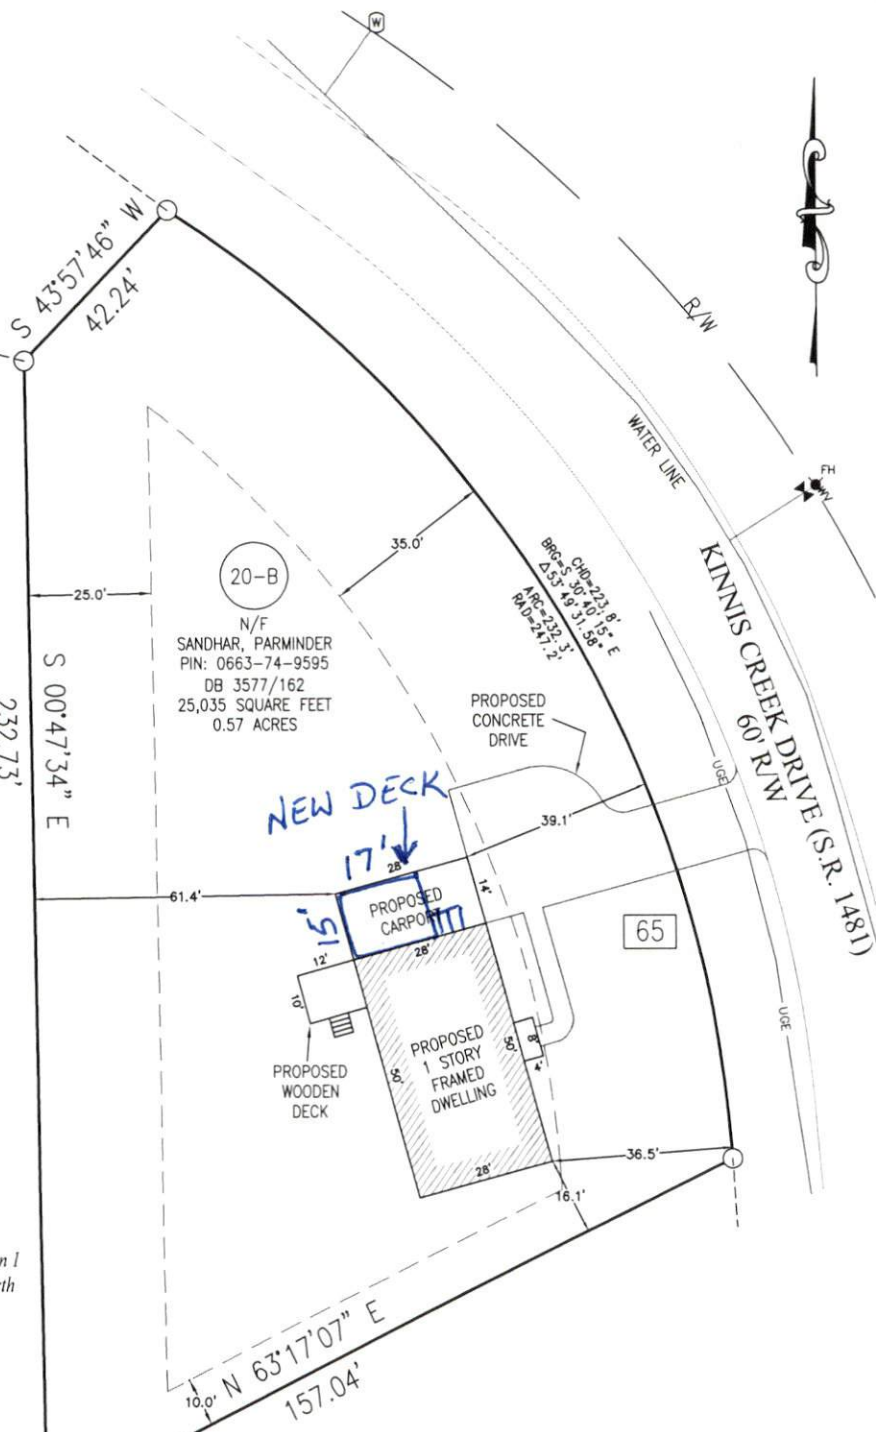 W
S 43°57'46" W
42.24'
R/W
WATER LINE
FH
WV
35.0'
CHD=223.8'
BRG=S 30°40'15" E
Δ53°49'31.58"
ARC=232.3'
RAD=247.2'
KINNIS CREEK DRIVE (S.R. 1481)
60' R/W
25.0'
20-B
N/F
SANDHAR, PARMINDER
PIN: 0663-74-9595
DB 3577/162
25,035 SQUARE FEET
0.57 ACRES
S 00°47'34" E
232.73'
PROPOSED
CONCRETE
DRIVE
UGE
NEW DECK
17'
28'
39.1'
61.4'
15'
PROPOSED
CARPORT
14'
28'
65
12'
10'
PROPOSED
WOODEN
DECK
50'
PROPOSED
1 STORY
FRAMED
DWELLING
50'
8'
4'
UGE
28'
36.5'
16.1'
10.0'
N 63°17'07" E
157.04'